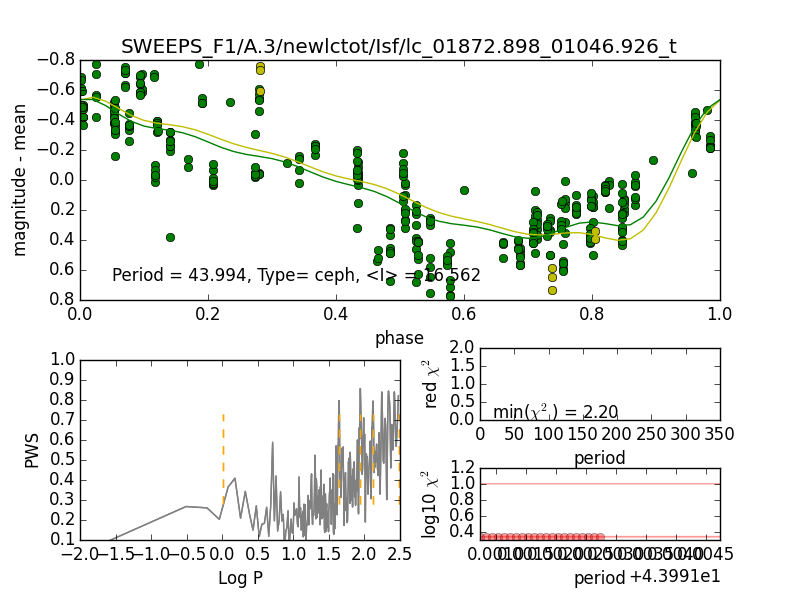 SWEEPS_F1/A.3/newlctot/Isf/lc_01872.898_01046.926_t
magnitude - mean
−0.8
−0.6
−0.4
−0.2
0.0
0.2
0.4
0.6
0.8
Period = 43.994, Type= ceph, <I> = 16.562
0.0 0.2 0.4 0.6 0.8 1.0
phase
PWS
1.0
0.9
0.8
0.7
0.6
0.5
0.4
0.3
0.2
0.1
−2.0 −1.5 −1.0 −0.5 0.0 0.5 1.0 1.5 2.0 2.5
Log P
red χ²
2.0
1.5
1.0
0.5
0.0
min(χ²) = 2.20
0 50 100 150 200 250 300 350
period
log10 χ²
1.2
1.0
0.8
0.6
0.4
period
+4.3991e1